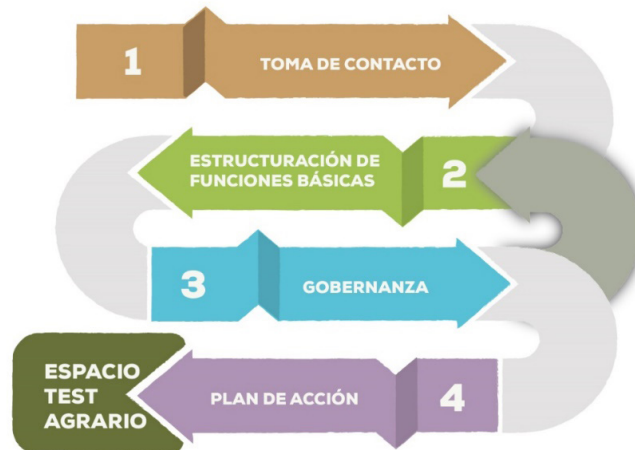 1
TOMA DE CONTACTO
ESTRUCTURACIÓN DE
FUNCIONES BÁSICAS
2
3
GOBERNANZA
ESPACIO
TEST
AGRARIO
PLAN DE ACCIÓN
4